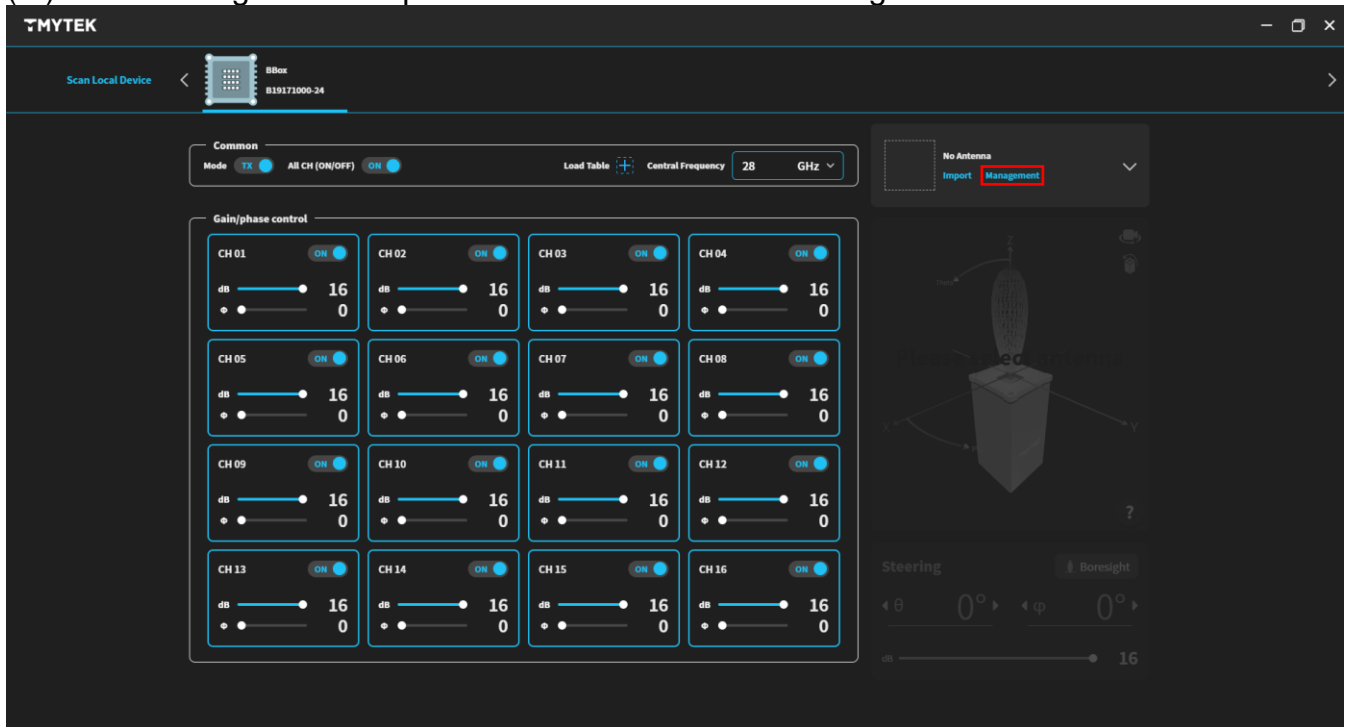 TMYTEK
Scan Local Device
BBox
B19171000-24
Common
Mode TX All CH (ON/OFF) ON Load Table Central Frequency 28 GHz
No Antenna
Import Management
Gain/phase control
CH 01 ON CH 02 ON CH 03 ON CH 04 ON
dB 16 dB 16 dB 16 dB 16
Φ 0 Φ 0 Φ 0 Φ 0
CH 05 ON CH 06 ON CH 07 ON CH 08 ON
dB 16 dB 16 dB 16 dB 16
Φ 0 Φ 0 Φ 0 Φ 0
CH 09 ON CH 10 ON CH 11 ON CH 12 ON
dB 16 dB 16 dB 16 dB 16
Φ 0 Φ 0 Φ 0 Φ 0
CH 13 ON CH 14 ON CH 15 ON CH 16 ON
dB 16 dB 16 dB 16 dB 16
Φ 0 Φ 0 Φ 0 Φ 0
Z
Theta
Please select antenna
X Y
?
Steering Boresight
θ 0° φ 0°
dB 16